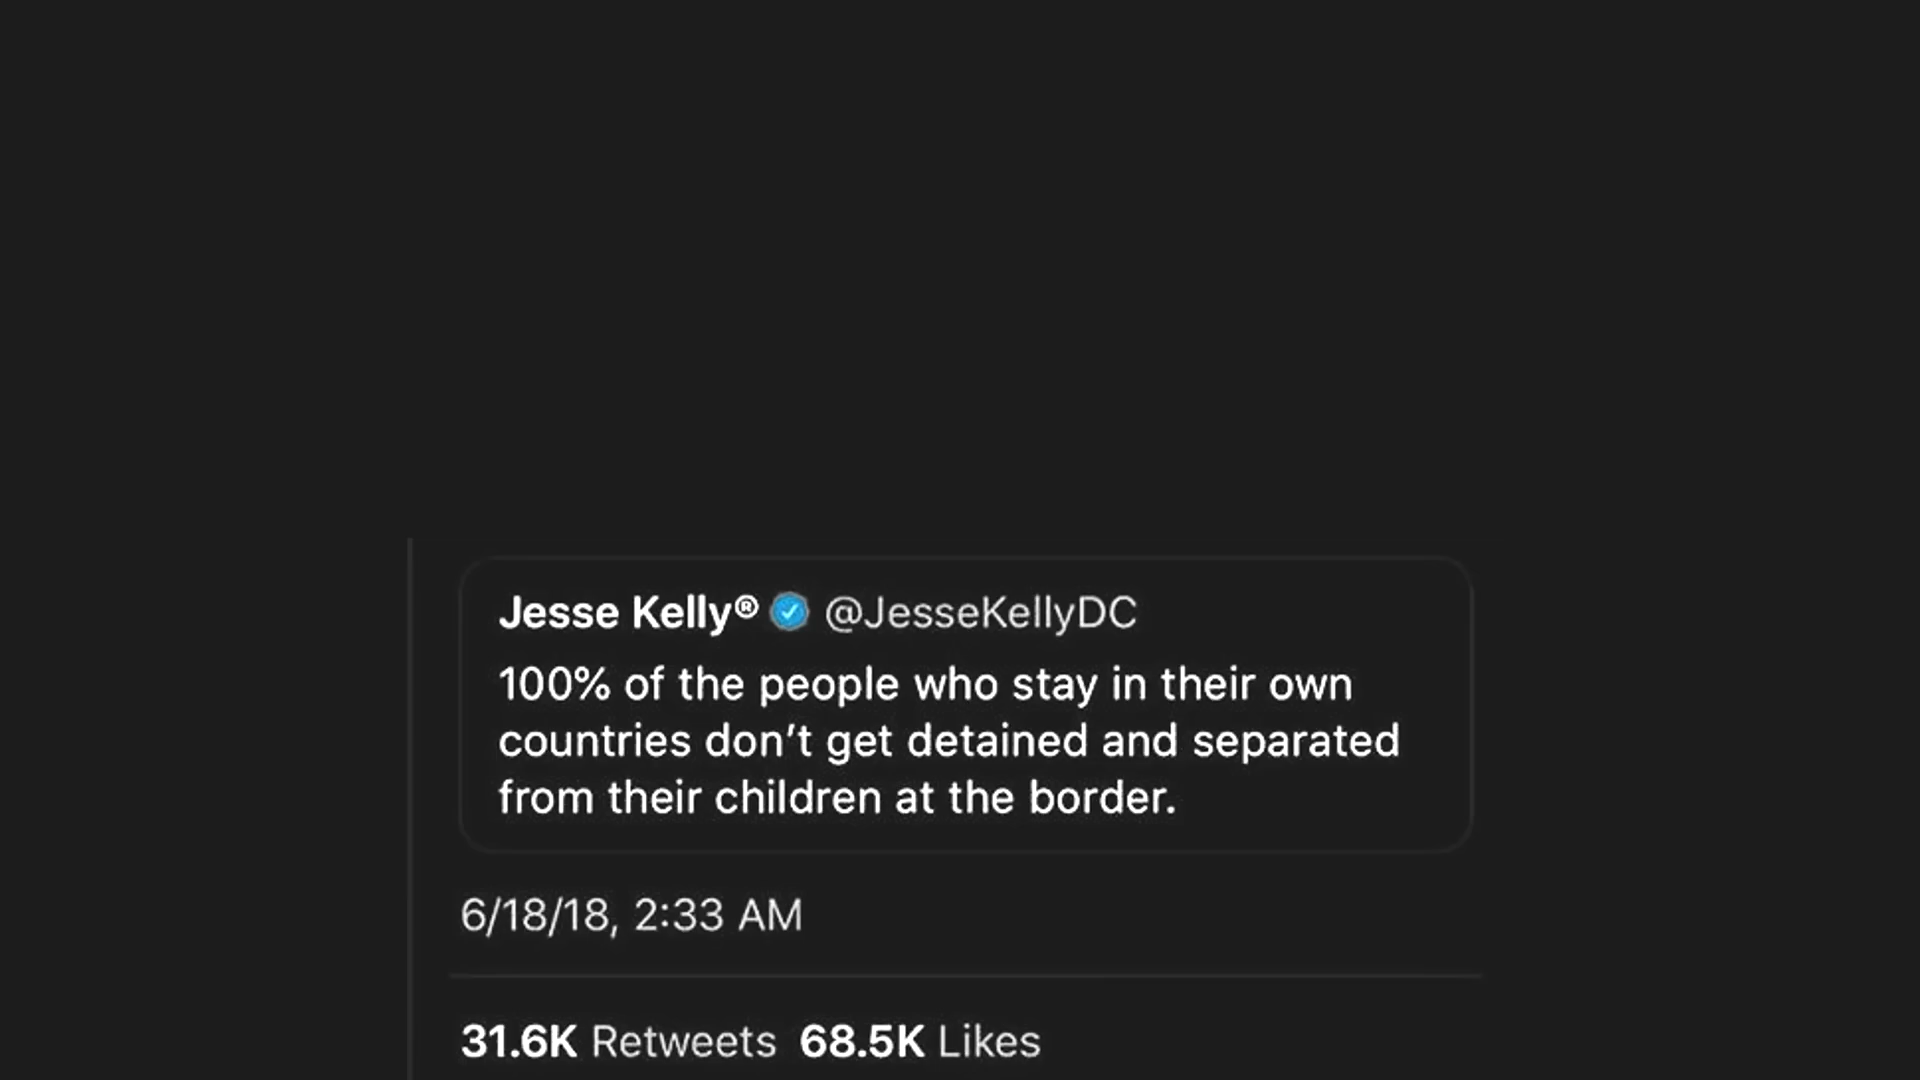 Jesse Kelly® @JesseKellyDC
100% of the people who stay in their own
countries don’t get detained and separated
from their children at the border.
6/18/18, 2:33 AM
31.6K Retweets 68.5K Likes